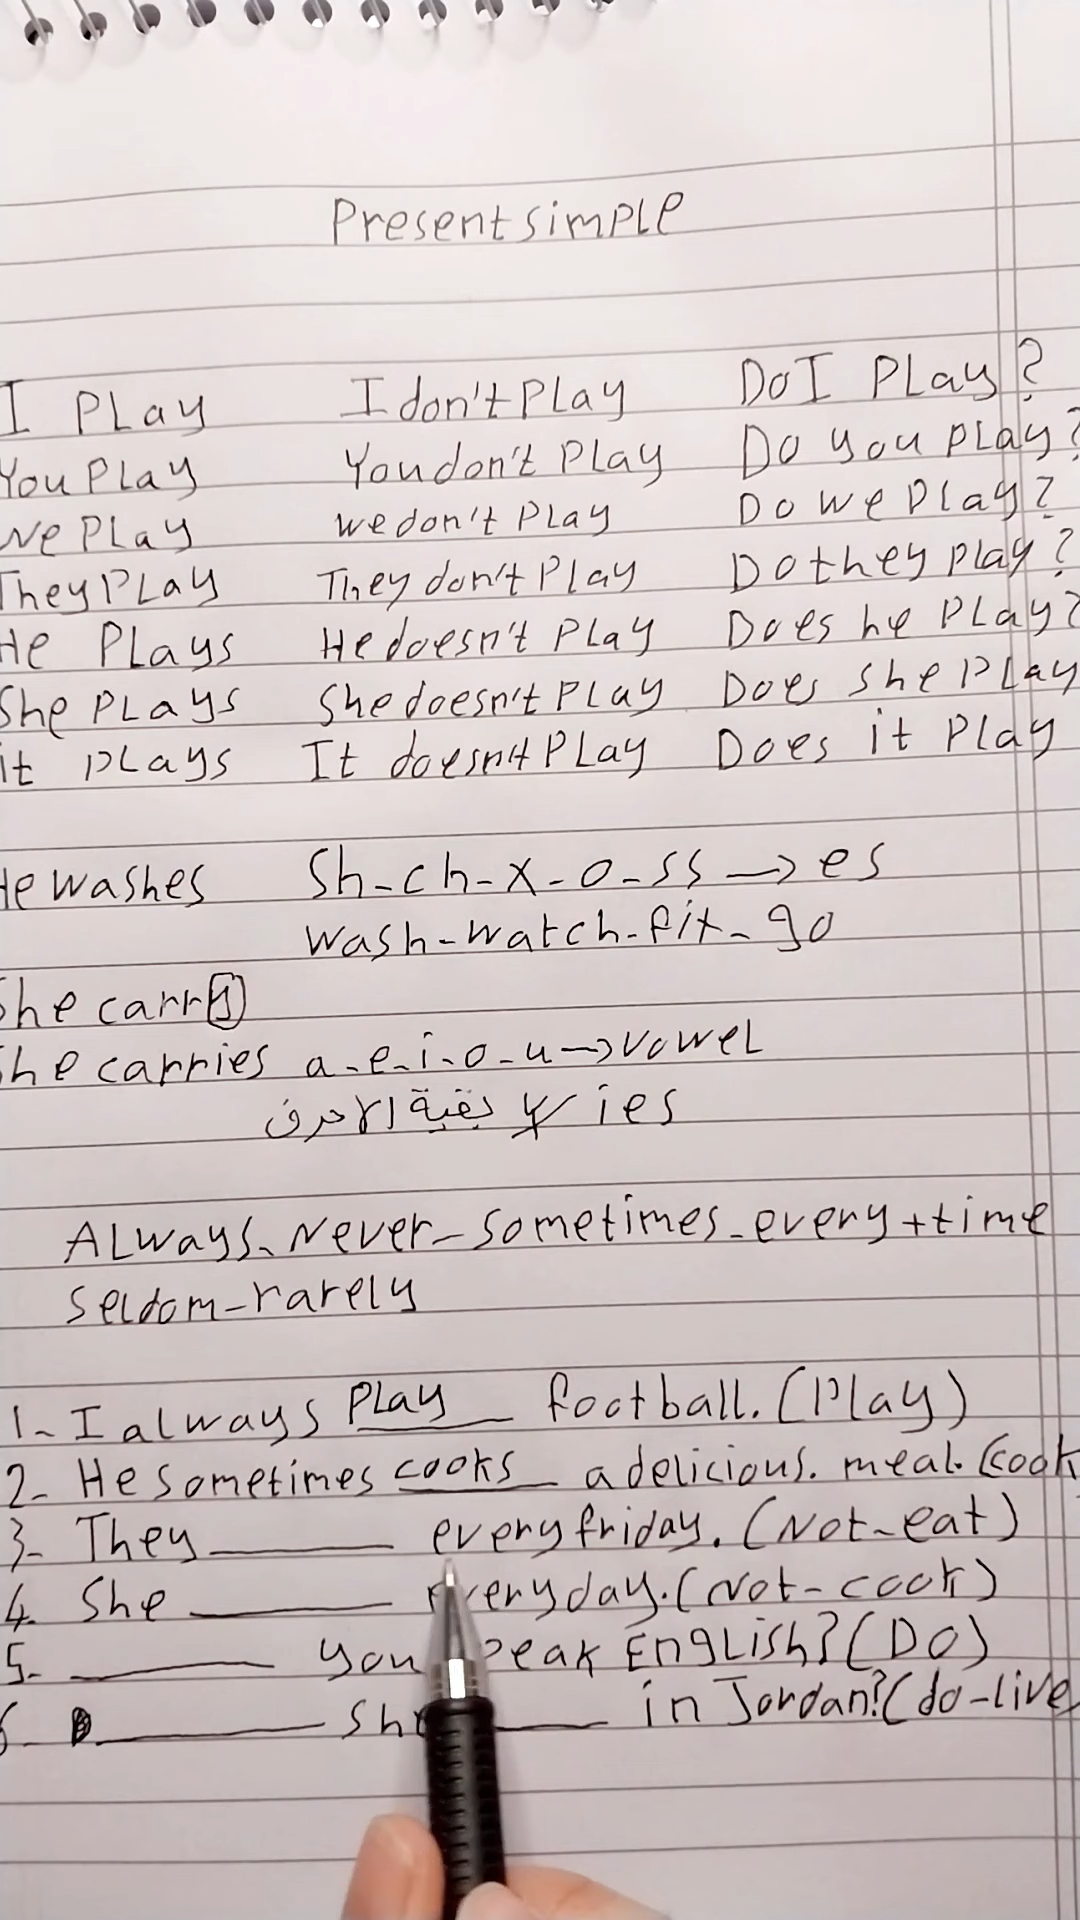 Present simple
I Play I don't Play Do I Play?
You Play You don't Play Do you play?
we Play we don't Play Do we Play?
They Play They don't Play Do they play?
He Plays He doesn't Play Does he Play?
She Plays She doesn't Play Does she Play
it plays It doesn't Play Does it Play
He washes Sh-ch-x-o-ss → es
wash-watch-fix-go
She carry
She carries a-e-i-o-u → vowel
بقية الاحرف y ies
Always-Never-sometimes-every+time
Seldom-rarely
1- I always Play football. (Play)
2- He sometimes cooks a delicious. meal. (cook
3- They ______ every friday. (Not-eat)
4- She ______ everyday. (Not-cook)
5- ______ you speak English? (Do)
6- ______ She ______ in Jordan? (do-live)